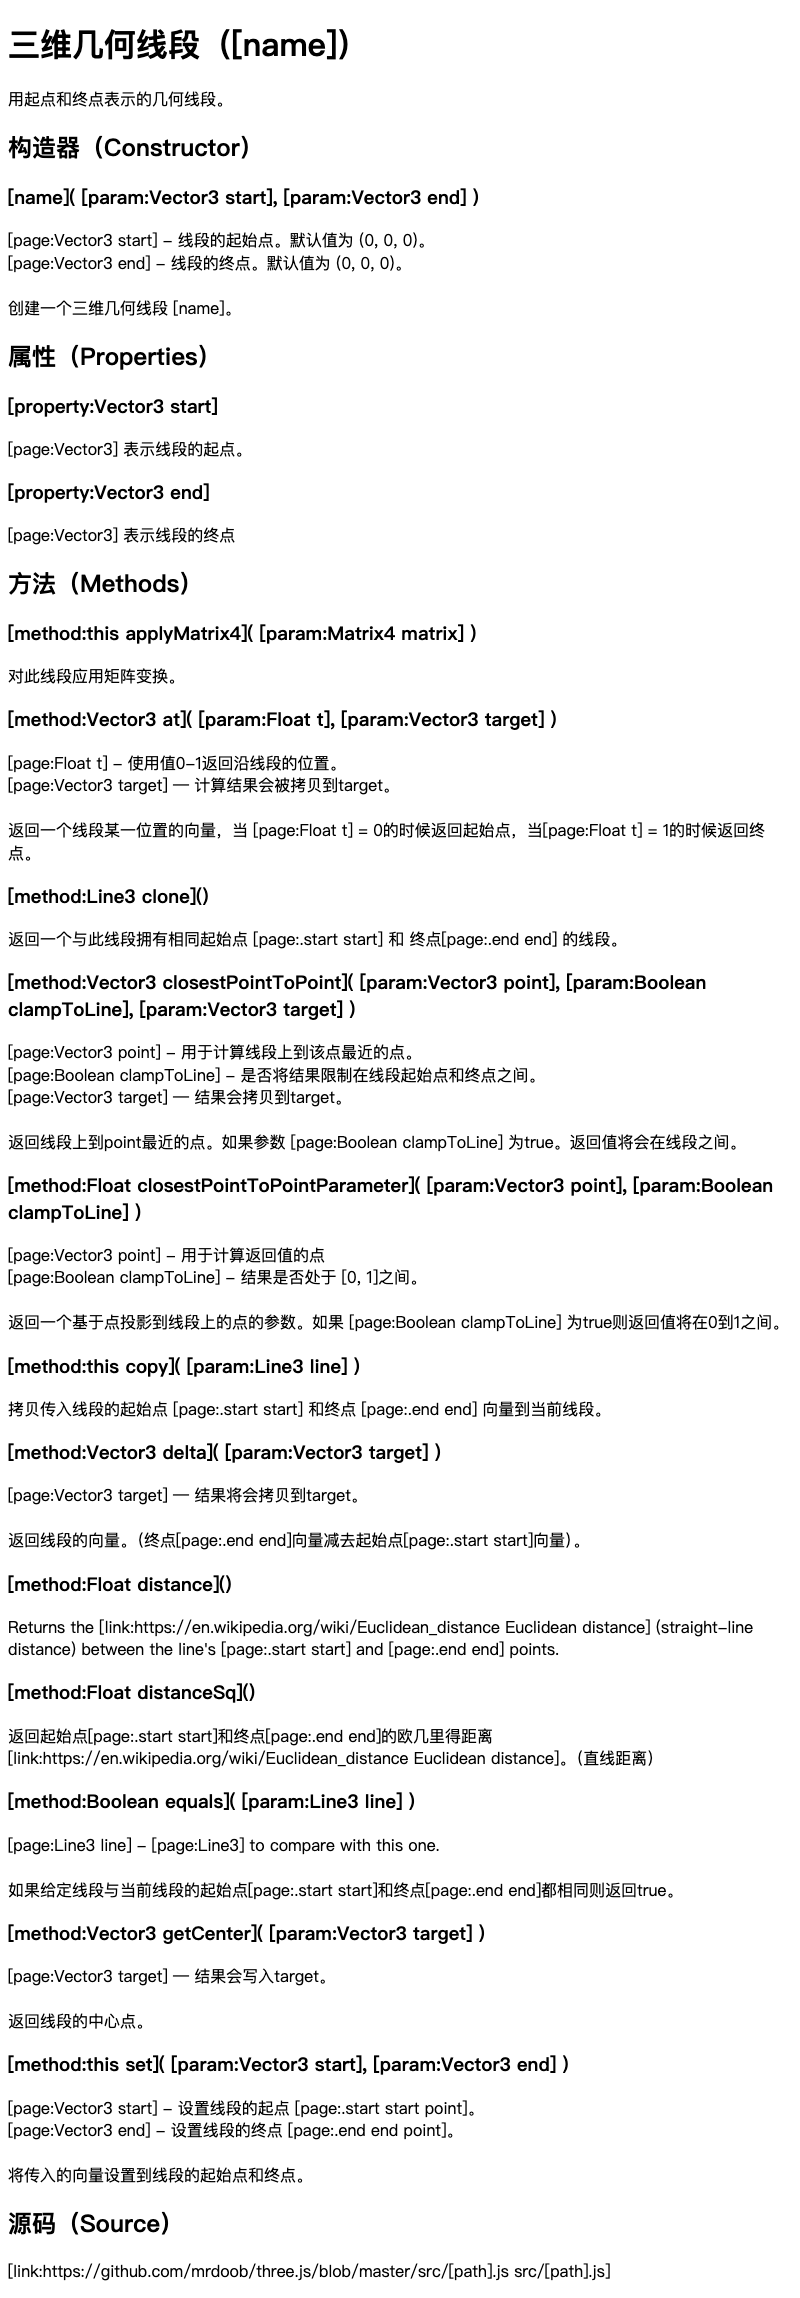 三维几何线段（[name]）
用起点和终点表示的几何线段。
构造器（Constructor）
[name]( [param:Vector3 start], [param:Vector3 end] )
[page:Vector3 start] - 线段的起始点。默认值为 (0, 0, 0)。
[page:Vector3 end] - 线段的终点。默认值为 (0, 0, 0)。
创建一个三维几何线段 [name]。
属性（Properties）
[property:Vector3 start]
[page:Vector3] 表示线段的起点。
[property:Vector3 end]
[page:Vector3] 表示线段的终点
方法（Methods）
[method:this applyMatrix4]( [param:Matrix4 matrix] )
对此线段应用矩阵变换。
[method:Vector3 at]( [param:Float t], [param:Vector3 target] )
[page:Float t] - 使用值0-1返回沿线段的位置。
[page:Vector3 target] — 计算结果会被拷贝到target。
返回一个线段某一位置的向量，当 [page:Float t] = 0的时候返回起始点，当[page:Float t] = 1的时候返回终
点。
[method:Line3 clone]()
返回一个与此线段拥有相同起始点 [page:.start start] 和 终点[page:.end end] 的线段。
[method:Vector3 closestPointToPoint]( [param:Vector3 point], [param:Boolean
clampToLine], [param:Vector3 target] )
[page:Vector3 point] - 用于计算线段上到该点最近的点。
[page:Boolean clampToLine] - 是否将结果限制在线段起始点和终点之间。
[page:Vector3 target] — 结果会拷贝到target。
返回线段上到point最近的点。如果参数 [page:Boolean clampToLine] 为true。返回值将会在线段之间。
[method:Float closestPointToPointParameter]( [param:Vector3 point], [param:Boolean
clampToLine] )
[page:Vector3 point] - 用于计算返回值的点
[page:Boolean clampToLine] - 结果是否处于 [0, 1]之间。
返回一个基于点投影到线段上的点的参数。如果 [page:Boolean clampToLine] 为true则返回值将在0到1之间。
[method:this copy]( [param:Line3 line] )
拷贝传入线段的起始点 [page:.start start] 和终点 [page:.end end] 向量到当前线段。
[method:Vector3 delta]( [param:Vector3 target] )
[page:Vector3 target] — 结果将会拷贝到target。
返回线段的向量。（终点[page:.end end]向量减去起始点[page:.start start]向量）。
[method:Float distance]()
Returns the [link:https://en.wikipedia.org/wiki/Euclidean_distance Euclidean distance] (straight-line
distance) between the line's [page:.start start] and [page:.end end] points.
[method:Float distanceSq]()
返回起始点[page:.start start]和终点[page:.end end]的欧几里得距离
[link:https://en.wikipedia.org/wiki/Euclidean_distance Euclidean distance]。（直线距离）
[method:Boolean equals]( [param:Line3 line] )
[page:Line3 line] - [page:Line3] to compare with this one.
如果给定线段与当前线段的起始点[page:.start start]和终点[page:.end end]都相同则返回true。
[method:Vector3 getCenter]( [param:Vector3 target] )
[page:Vector3 target] — 结果会写入target。
返回线段的中心点。
[method:this set]( [param:Vector3 start], [param:Vector3 end] )
[page:Vector3 start] - 设置线段的起点 [page:.start start point]。
[page:Vector3 end] - 设置线段的终点 [page:.end end point]。
将传入的向量设置到线段的起始点和终点。
源码（Source）
[link:https://github.com/mrdoob/three.js/blob/master/src/[path].js src/[path].js]